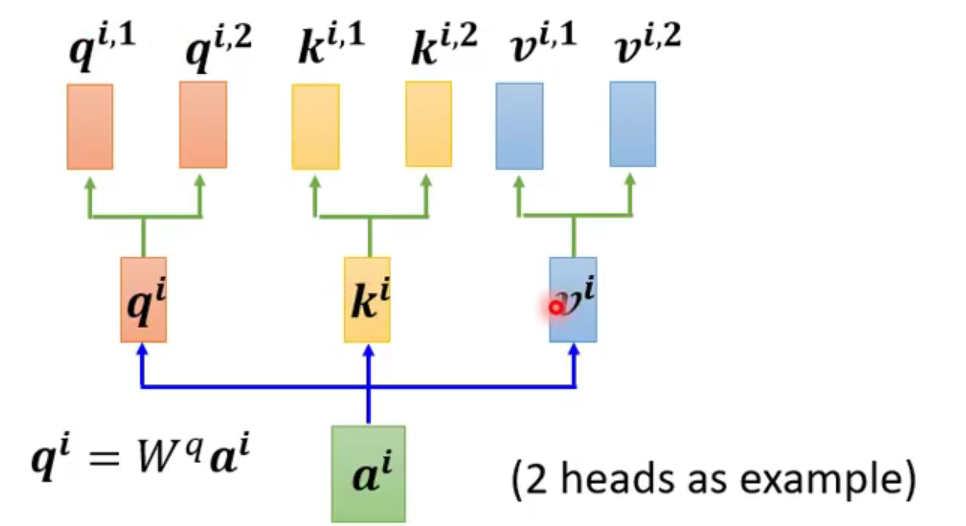 q^{i,1} q^{i,2} k^{i,1} k^{i,2} v^{i,1} v^{i,2}
q^i k^i v^i
q^i = W^q a^i
a^i
(2 heads as example)